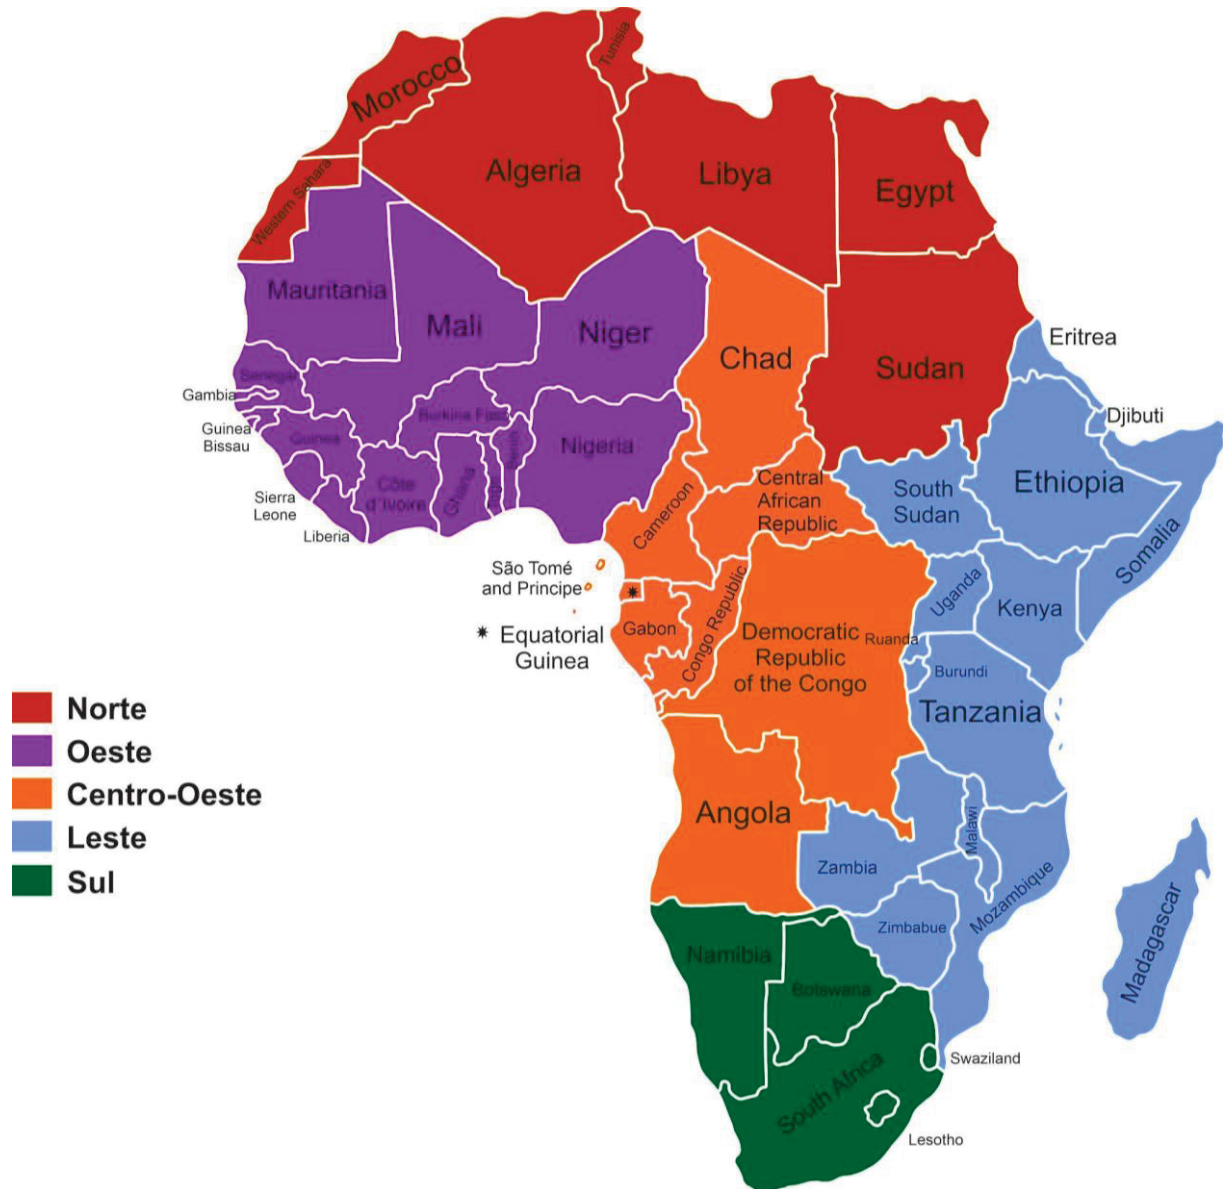 Tunisia
Morocco
Algeria
Libya
Egypt
Western Sahara
Mauritania
Mali
Niger
Chad
Sudan
Eritrea
Senegal
Gambia
Burkina Faso
Djibuti
Guinea
Bissau
Guinea
Nigeria
Benin
Ghana
Côte
d´Ivoire
Sierra
Leone
Liberia
Cameroon
Central
African
Republic
South
Sudan
Ethiopia
Somalia
São Tomé
and Principe
Uganda
Kenya
✷ Equatorial
Guinea
Gabon
Congo Republic
Democratic
Republic
of the Congo
Ruanda
Burundi
Tanzania
Norte
Oeste
Centro-Oeste
Leste
Sul
Angola
Zambia
Malawi
Mozambique
Zimbabue
Madagascar
Namibia
Botswana
South Africa
Swaziland
Lesotho